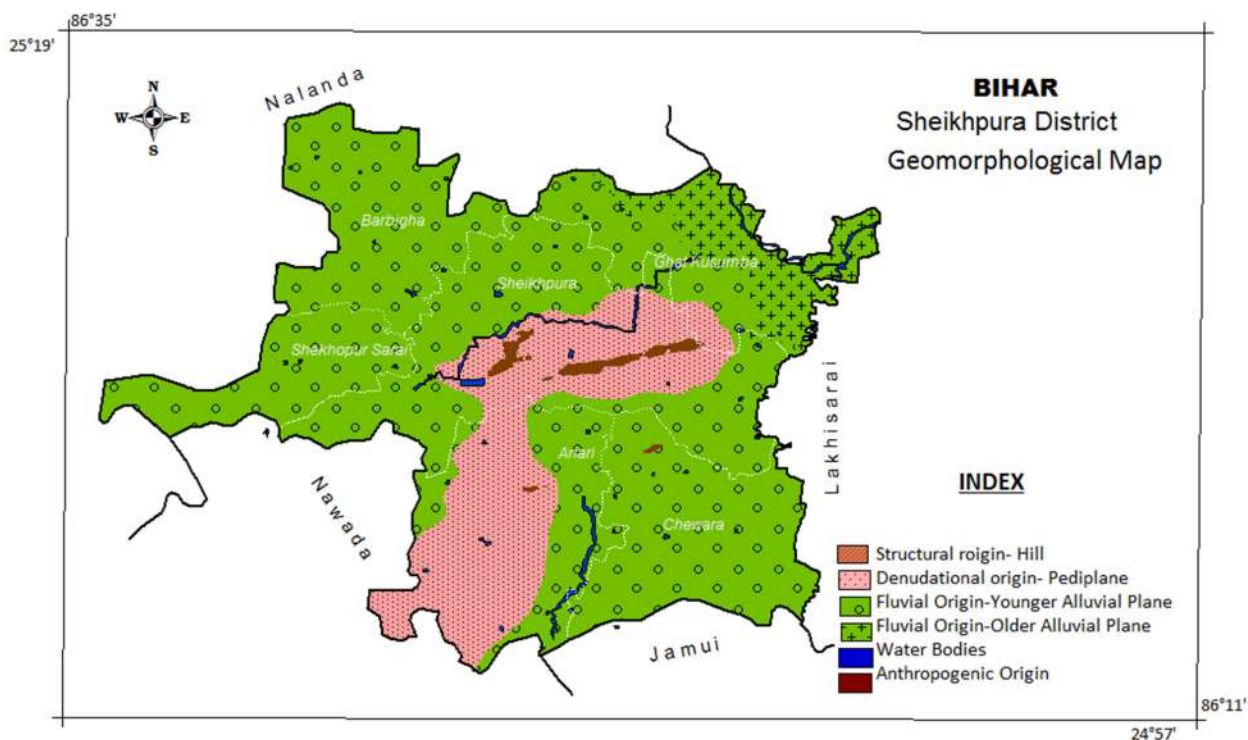 86°35'
25°19'
N
W E
S
Nalanda
BIHAR
Sheikhpura District
Geomorphological Map
Barbigha
Sheikhpura
Ghat Kusumba
Shekhopur Sarai
Ariari
Chewara
Nawada
Lakhisarai
Jamui
INDEX
Structural roigin- Hill
Denudational origin- Pediplane
Fluvial Origin-Younger Alluvial Plane
Fluvial Origin-Older Alluvial Plane
Water Bodies
Anthropogenic Origin
86°11'
24°57'